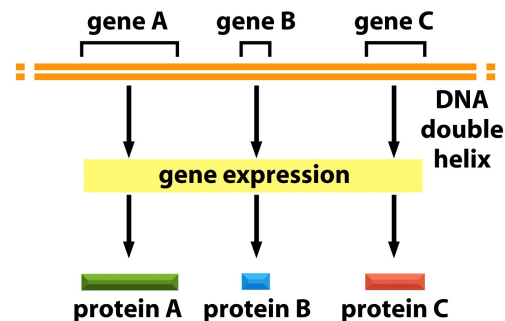 gene A gene B gene C
DNA
double
helix
gene expression
protein A protein B protein C